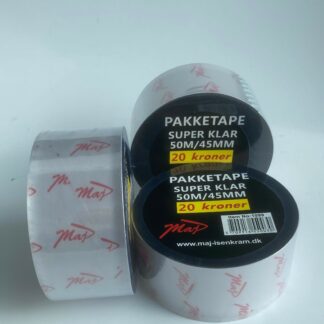 PAKKETAPE
SUPER KLAR
50M/45MM
20 kroner
PAKKETAPE
SUPER KLAR
50M/45MM
20 kroner
Maj
Maj
Maj
www.maj-isenkram.dk